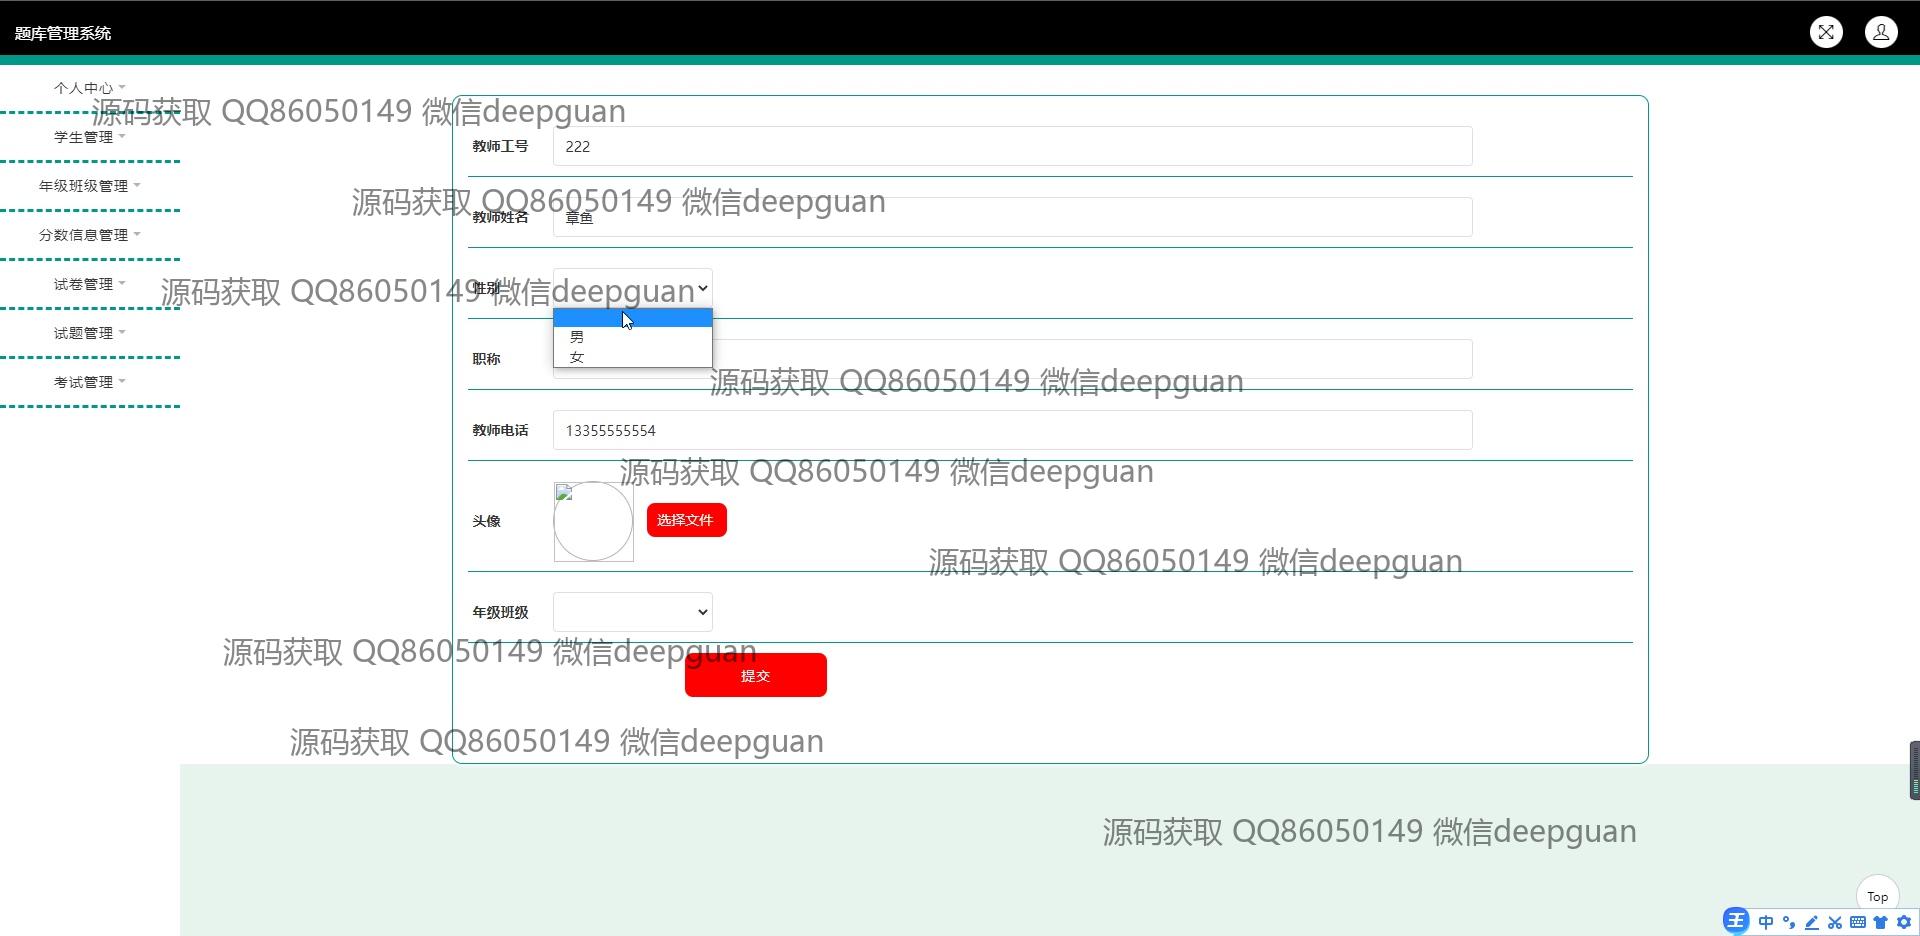 题库管理系统
个人中心
源码获取 QQ86050149 微信deepguan
学生管理
教师工号 222
年级班级管理
源码获取 QQ86050149 微信deepguan
教师姓名 章鱼
分数信息管理
试卷管理
性别
源码获取 QQ86050149 微信deepguan
男
试题管理
女
职称
考试管理
源码获取 QQ86050149 微信deepguan
教师电话 13355555554
源码获取 QQ86050149 微信deepguan
头像 选择文件
源码获取 QQ86050149 微信deepguan
年级班级
源码获取 QQ86050149 微信deepguan
提交
源码获取 QQ86050149 微信deepguan
源码获取 QQ86050149 微信deepguan
Top
王 中